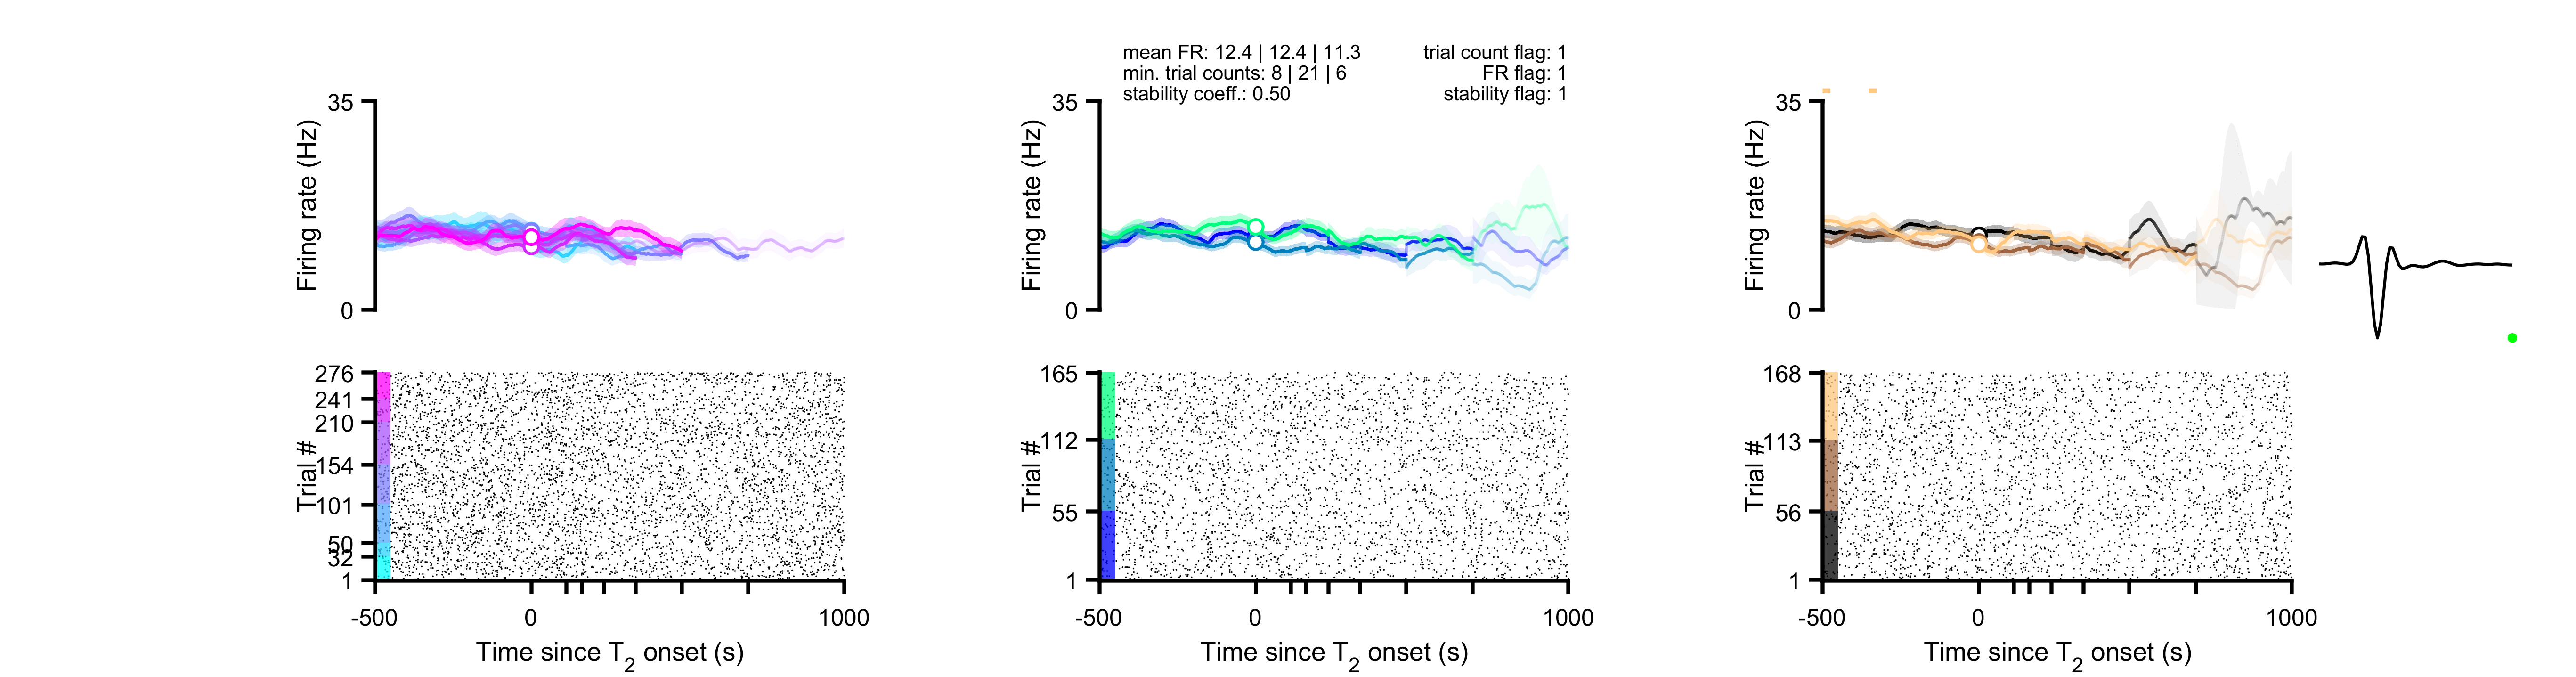 mean FR: 12.4 | 12.4 | 11.3
min. trial counts: 8 | 21 | 6
stability coeff.: 0.50
trial count flag: 1
FR flag: 1
stability flag: 1
35
Firing rate (Hz)
0
276
241
210
154
101
50
32
1
Trial #
-500
0
1000
Time since T2 onset (s)
35
Firing rate (Hz)
0
165
112
55
1
Trial #
-500
0
1000
Time since T2 onset (s)
35
Firing rate (Hz)
0
168
113
56
1
Trial #
-500
0
1000
Time since T2 onset (s)